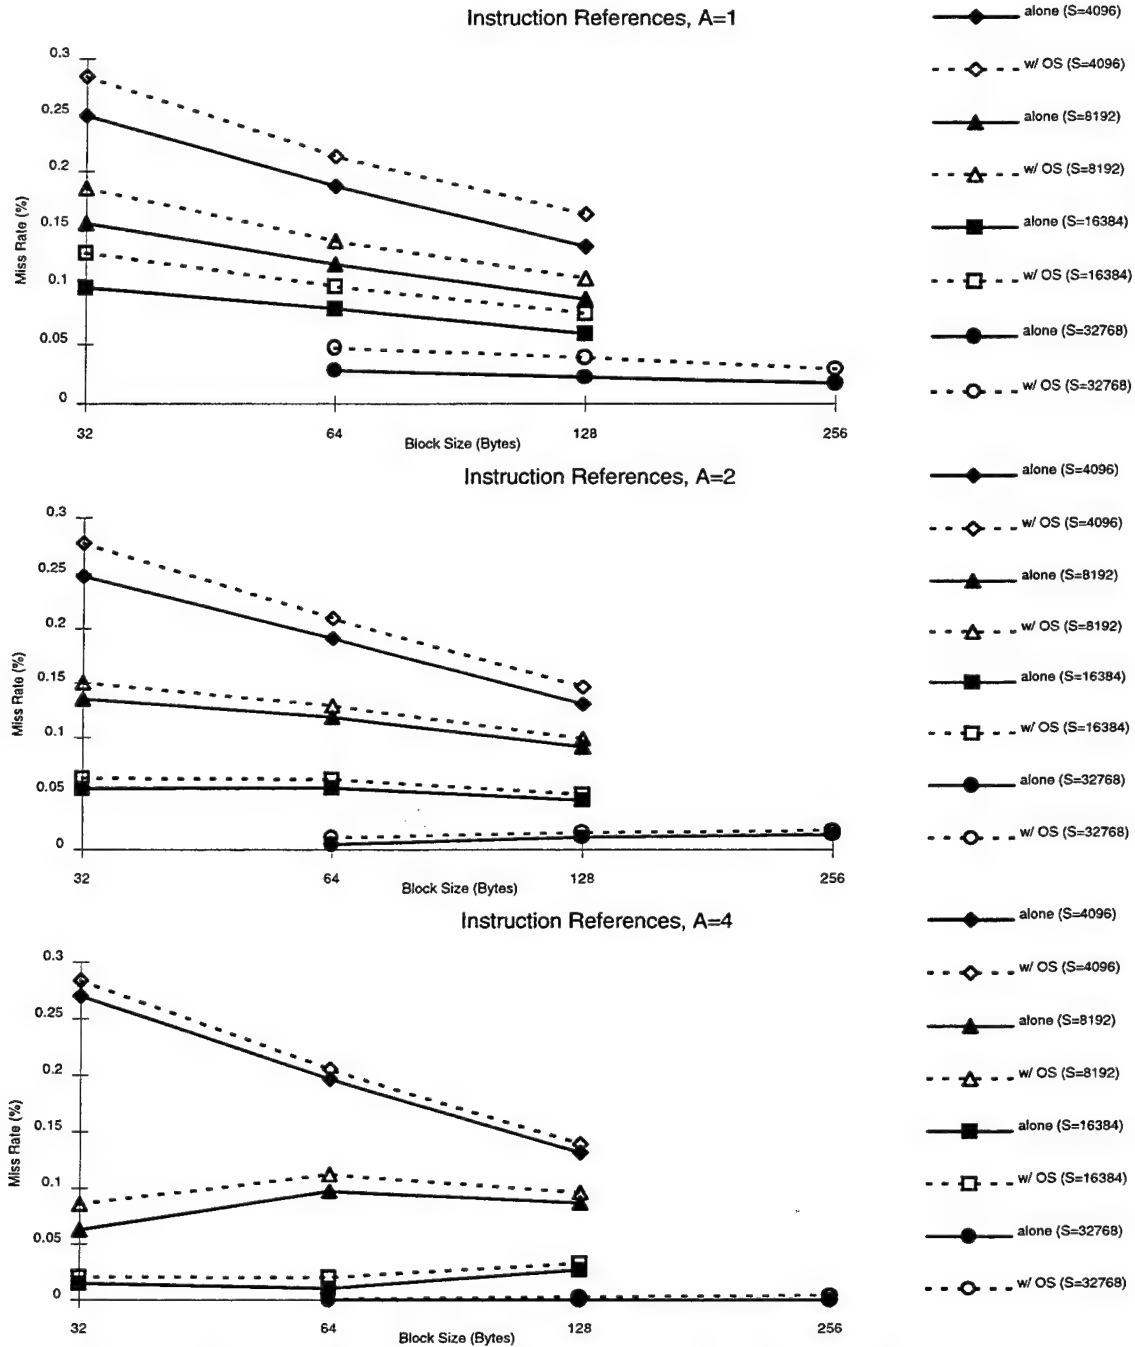 Instruction References, A=1
alone (S=4096)
w/ OS (S=4096)
alone (S=8192)
w/ OS (S=8192)
alone (S=16384)
w/ OS (S=16384)
alone (S=32768)
w/ OS (S=32768)
0.3
0.25
0.2
0.15
0.1
0.05
0
Miss Rate (%)
32
64
128
256
Block Size (Bytes)
Instruction References, A=2
alone (S=4096)
w/ OS (S=4096)
alone (S=8192)
w/ OS (S=8192)
alone (S=16384)
w/ OS (S=16384)
alone (S=32768)
w/ OS (S=32768)
0.3
0.25
0.2
0.15
0.1
0.05
0
Miss Rate (%)
32
64
128
256
Block Size (Bytes)
Instruction References, A=4
alone (S=4096)
w/ OS (S=4096)
alone (S=8192)
w/ OS (S=8192)
alone (S=16384)
w/ OS (S=16384)
alone (S=32768)
w/ OS (S=32768)
0.3
0.25
0.2
0.15
0.1
0.05
0
Miss Rate (%)
32
64
128
256
Block Size (Bytes)